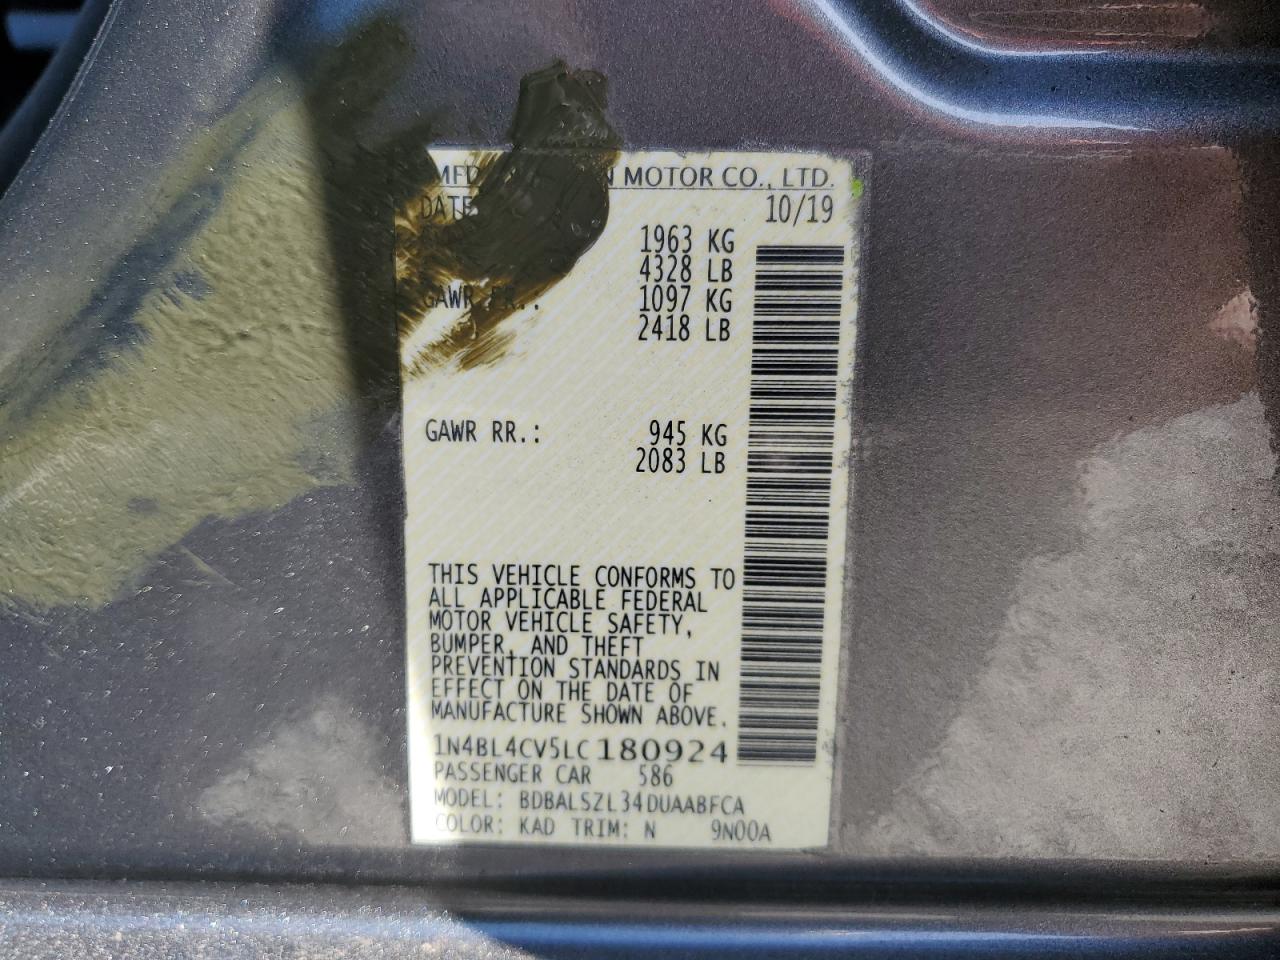 MFD MOTOR CO., LTD.
DATE 10/19
1963 KG
4328 LB
GAWR FR.: 1097 KG
2418 LB
GAWR RR.: 945 KG
2083 LB
THIS VEHICLE CONFORMS TO
ALL APPLICABLE FEDERAL
MOTOR VEHICLE SAFETY,
BUMPER, AND THEFT
PREVENTION STANDARDS IN
EFFECT ON THE DATE OF
MANUFACTURE SHOWN ABOVE.
1N4BL4CV5LC180924
PASSENGER CAR 586
MODEL: BDBALSZL34DUAABFCA
COLOR: KAD TRIM: N 9N00A